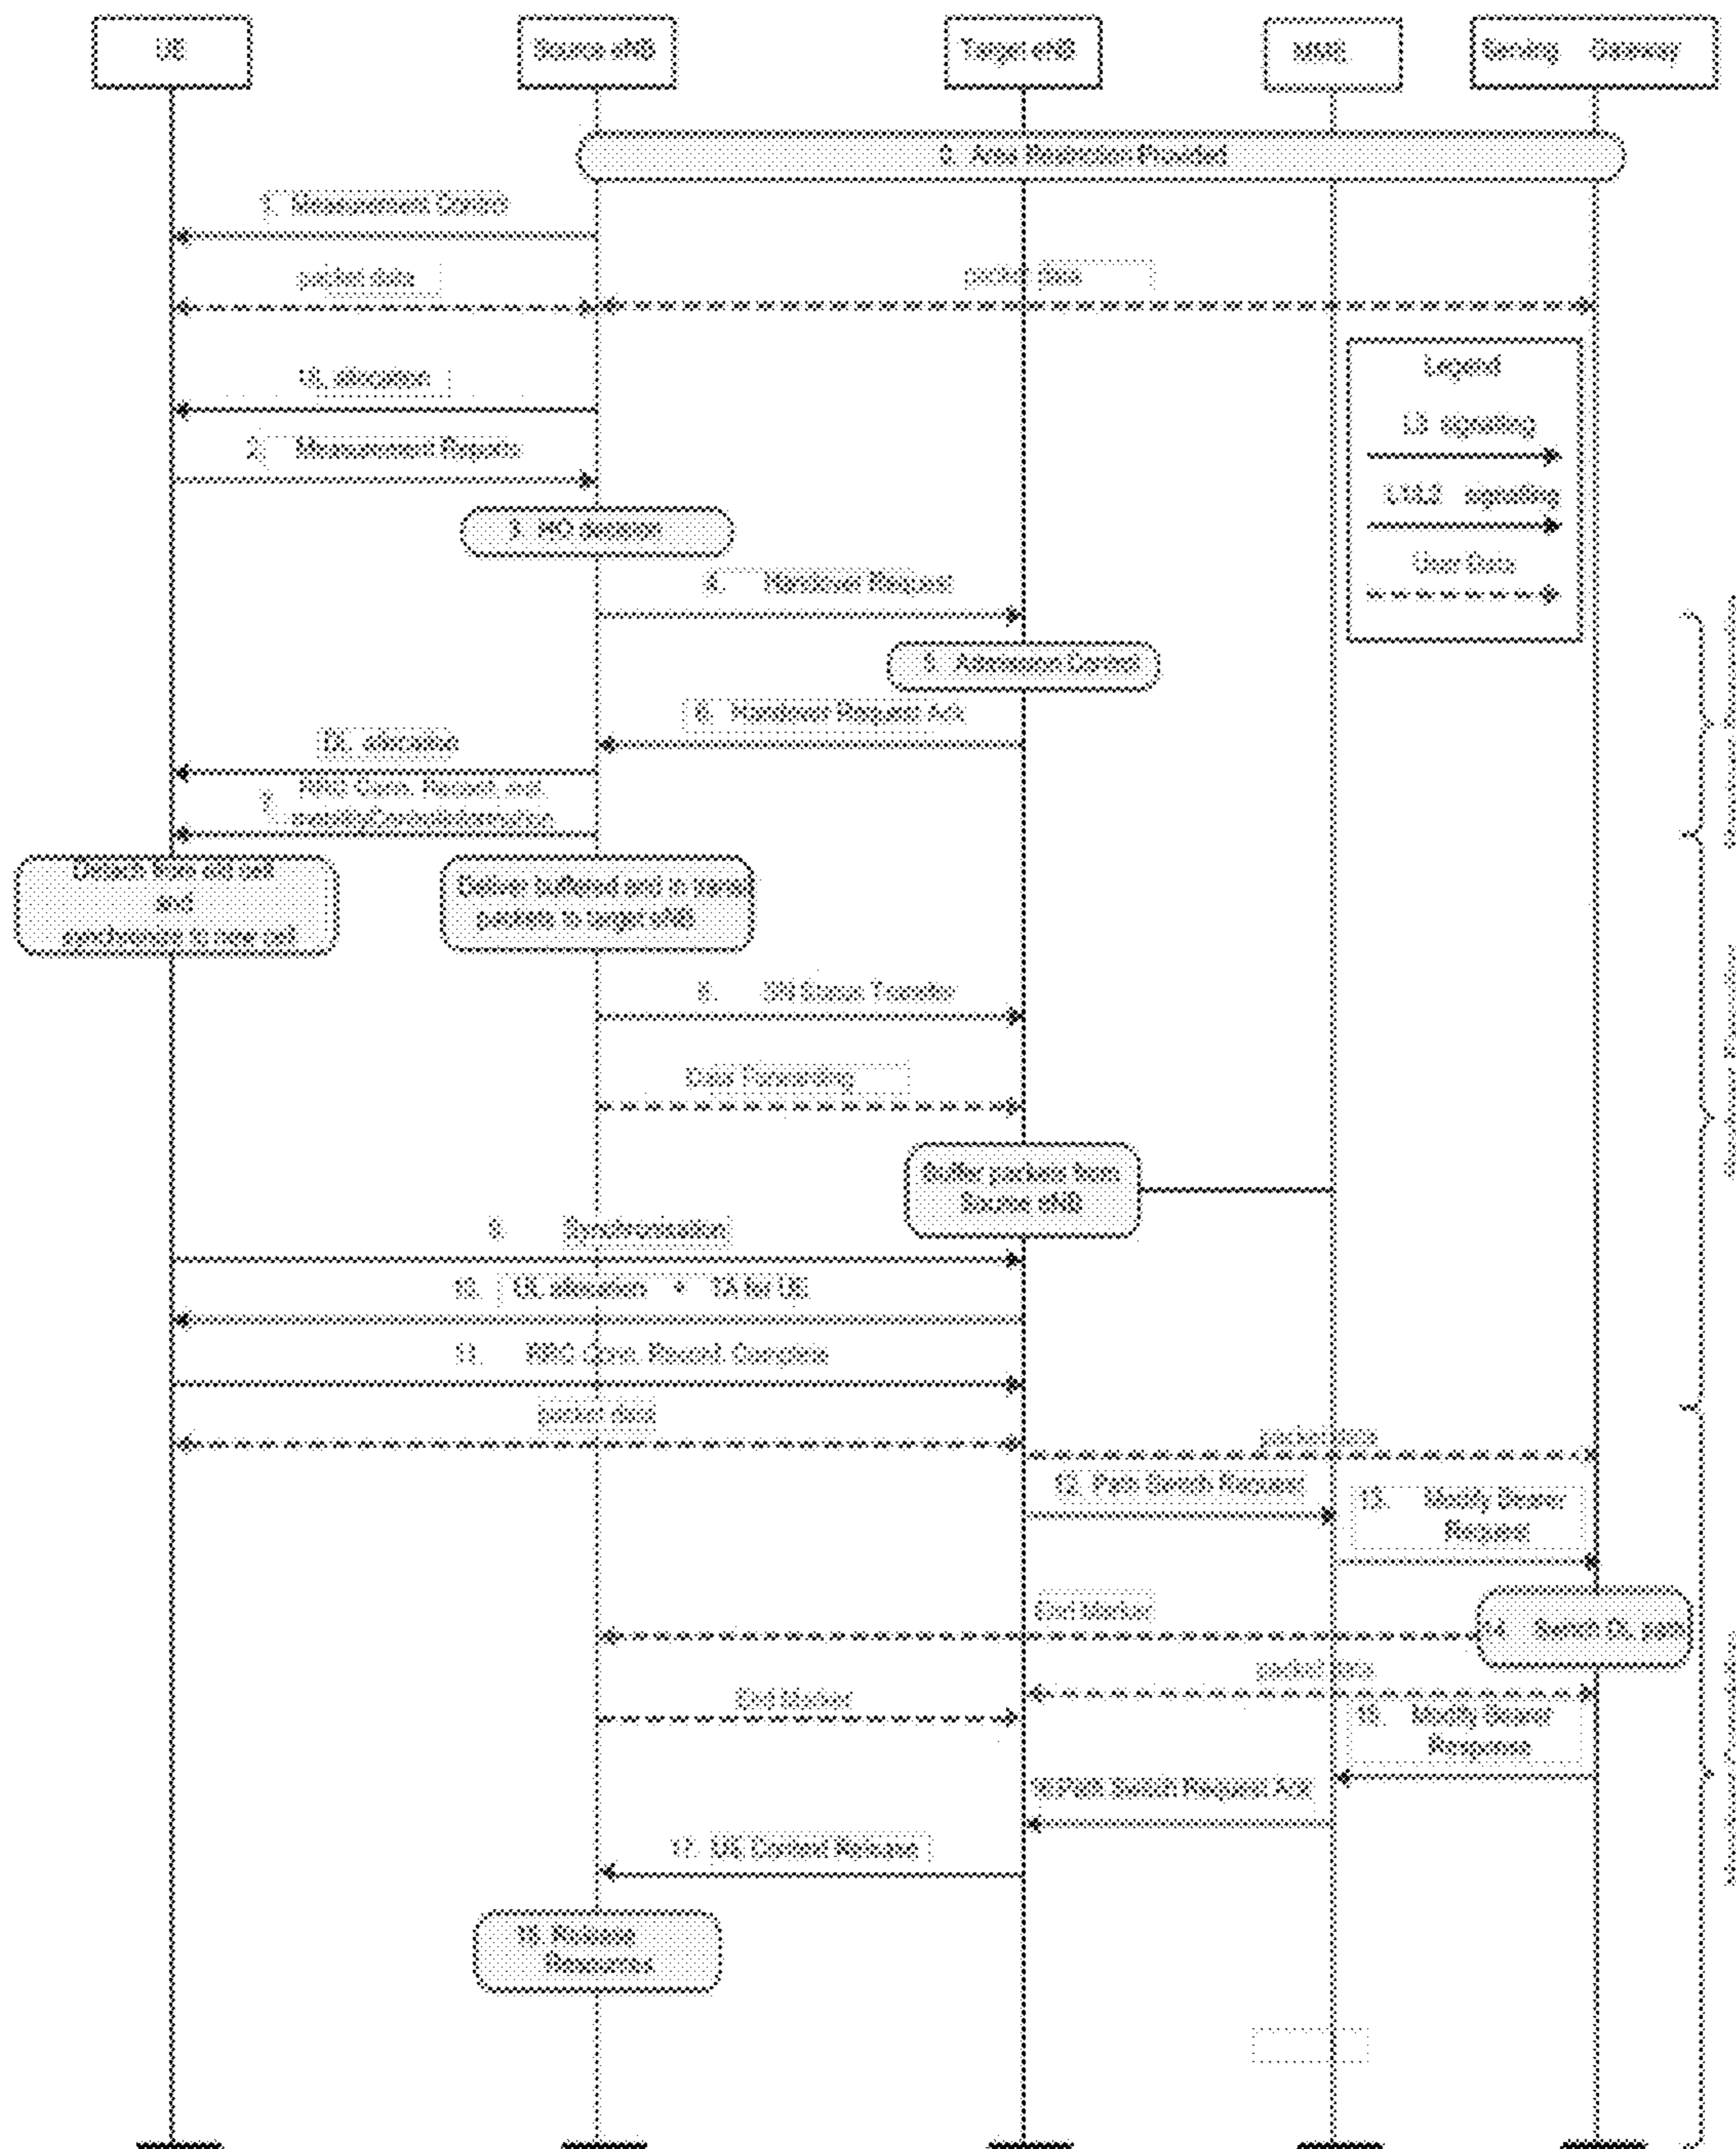 UE
Source eNB
Target eNB
MME
Serving Gateway
0. Area Restriction Provided
1. Measurement Control
packet data
packet data
UL allocation
Legend
L3 signalling
L1/L2 signalling
User Data
2. Measurement Reports
3. HO decision
4. Handover Request
5. Admission Control
6. Handover Request Ack
DL allocation
7. RRC Conn. Reconf. incl.
mobilityControlinformation
Detach from old cell
and
synchronize to new cell
Deliver buffered and in transit
packets to target eNB
8. SN Status Transfer
Data Forwarding
Buffer packets from
Source eNB
9. Synchronisation
10. UL allocation + TA for UE
11. RRC Conn. Reconf. Complete
packet data
packet data
12. Path Switch Request
13. Modify Bearer
Request
End Marker
14. Switch DL path
packet data
End Marker
15. Modify Bearer
Response
16. Path Switch Request Ack
17. UE Context Release
18. Release
Resources